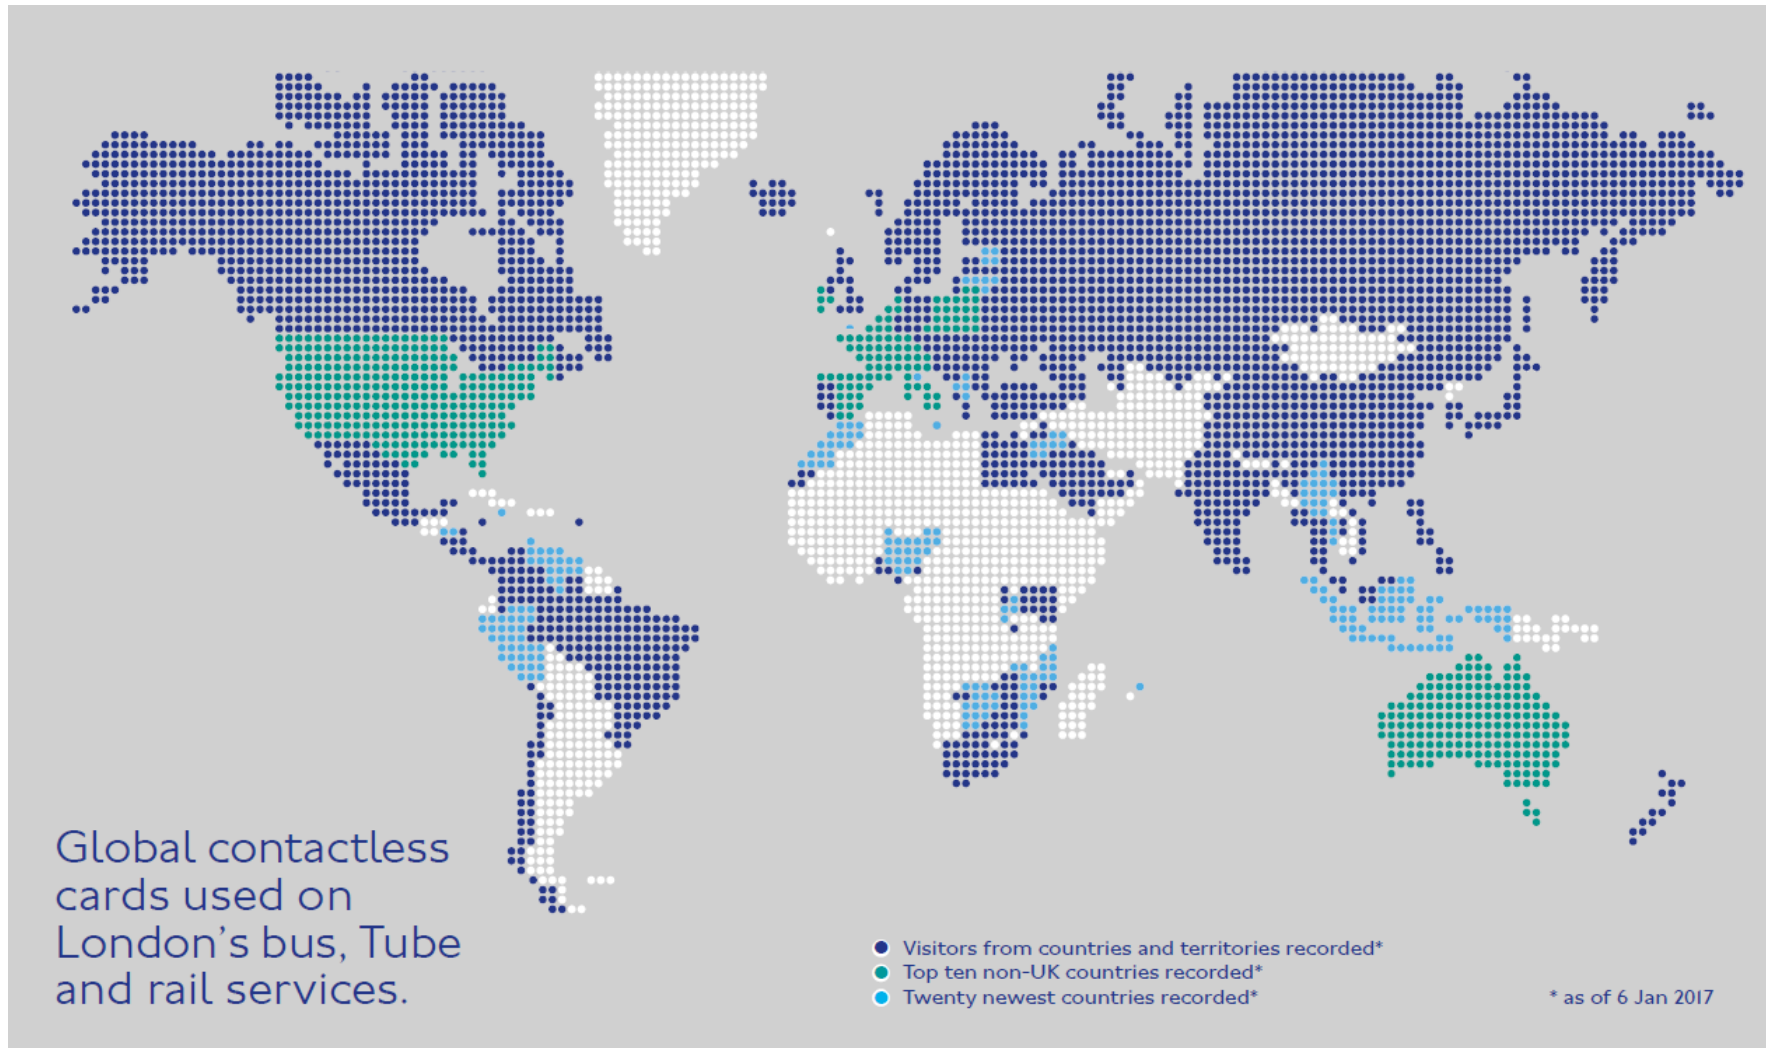 Global contactless
cards used on
London's bus, Tube
and rail services.
Visitors from countries and territories recorded*
Top ten non-UK countries recorded*
Twenty newest countries recorded*
* as of 6 Jan 2017